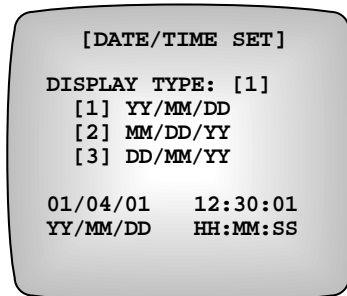 [DATE/TIME SET]
DISPLAY TYPE: [1]
[1] YY/MM/DD
[2] MM/DD/YY
[3] DD/MM/YY
01/04/01 12:30:01
YY/MM/DD HH:MM:SS